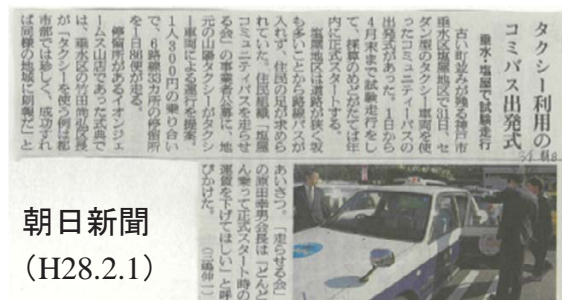 タクシー利用の
コミバス出発式
垂水・塩屋で試験走行
古い町並みが残る神戸市
垂水区塩屋地区で31日、セ
ダン型のタクシー車両を使
ったコミュニティーバスの
出発式があった。1日から
4月末まで試験走行をし
て、採算のめどがたてば年
内に正式スタートする。
塩屋地区は道路が狭く坂
も多いことから路線バスが
入れず、住民の足が求めら
れていた。住民組織「塩屋
コミュニティバスを走らせ
る会」の事業者公募に、地
元の山陽タクシーがタクシ
ー車両による運行を提案。
1人300円の乗り合い
で、6路線33カ所の停留所
を1日86便が走る。
停留所があるイオンジェ
ームス山店であった式典で
は、垂水区の竹田尚弘区長
が「タクシーを使う例は都
市部では珍しく、成功すれ
ば同様の地域に朗報だ」と
あいさつ。「走らせる会」
の原田幸男会長は「どんど
ん乗って正式スタート時の
運賃を下げてほしい」と呼
びかけた。
朝日新聞
(H28.2.1)